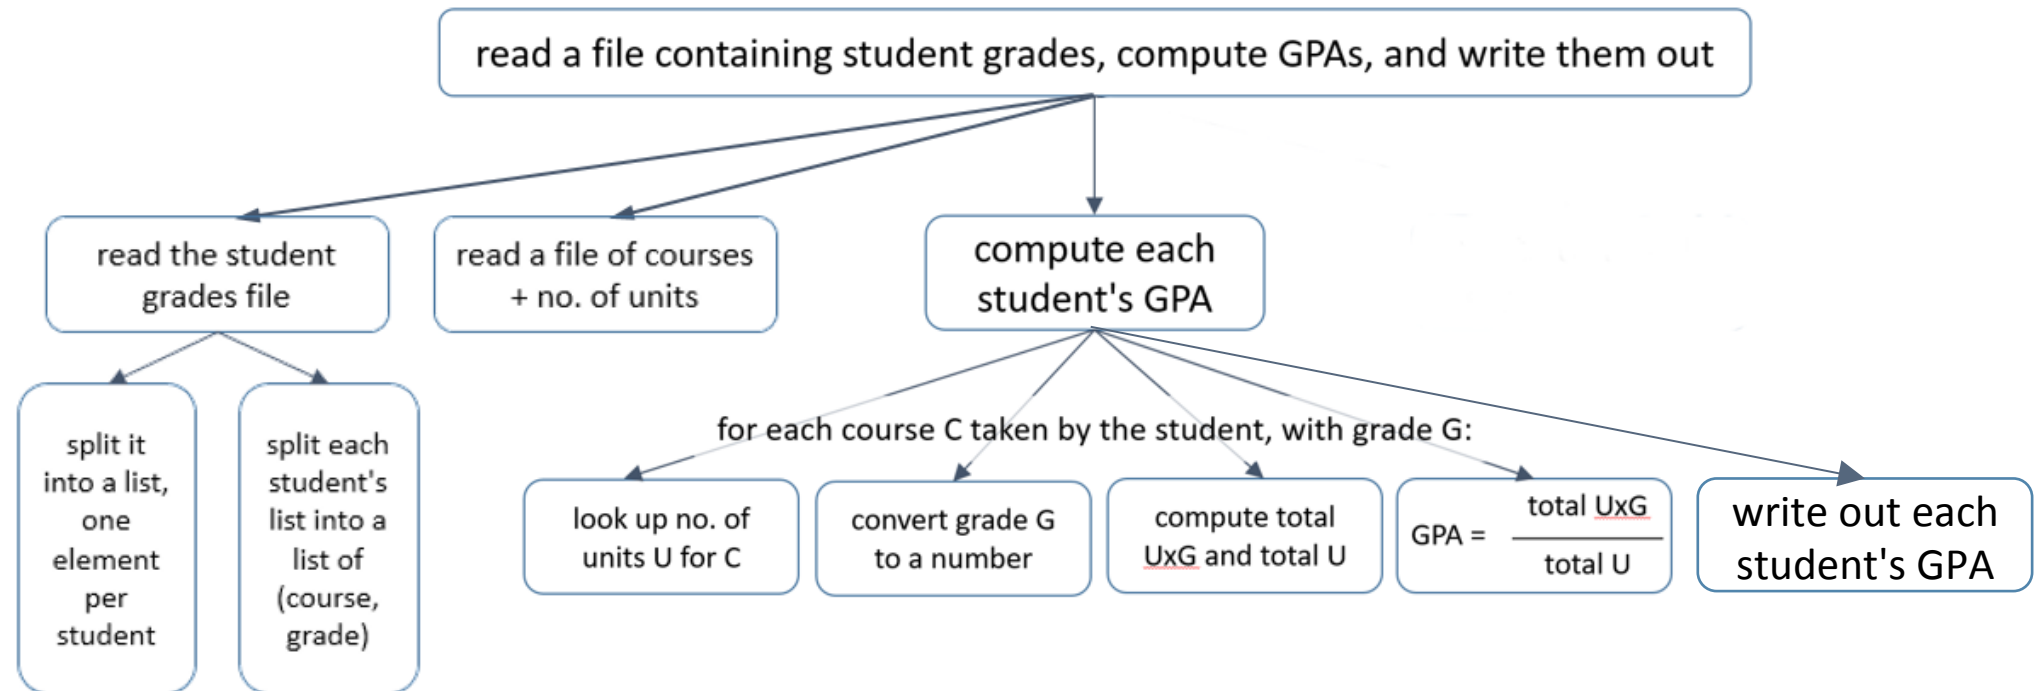 read a file containing student grades, compute GPAs, and write them out
read the student
grades file
read a file of courses
+ no. of units
compute each
student's GPA
split it
into a list,
one
element
per
student
split each
student's
list into a
list of
(course,
grade)
for each course C taken by the student, with grade G:
look up no. of
units U for C
convert grade G
to a number
compute total
UxG and total U
GPA =
total UxG
total U
write out each
student's GPA